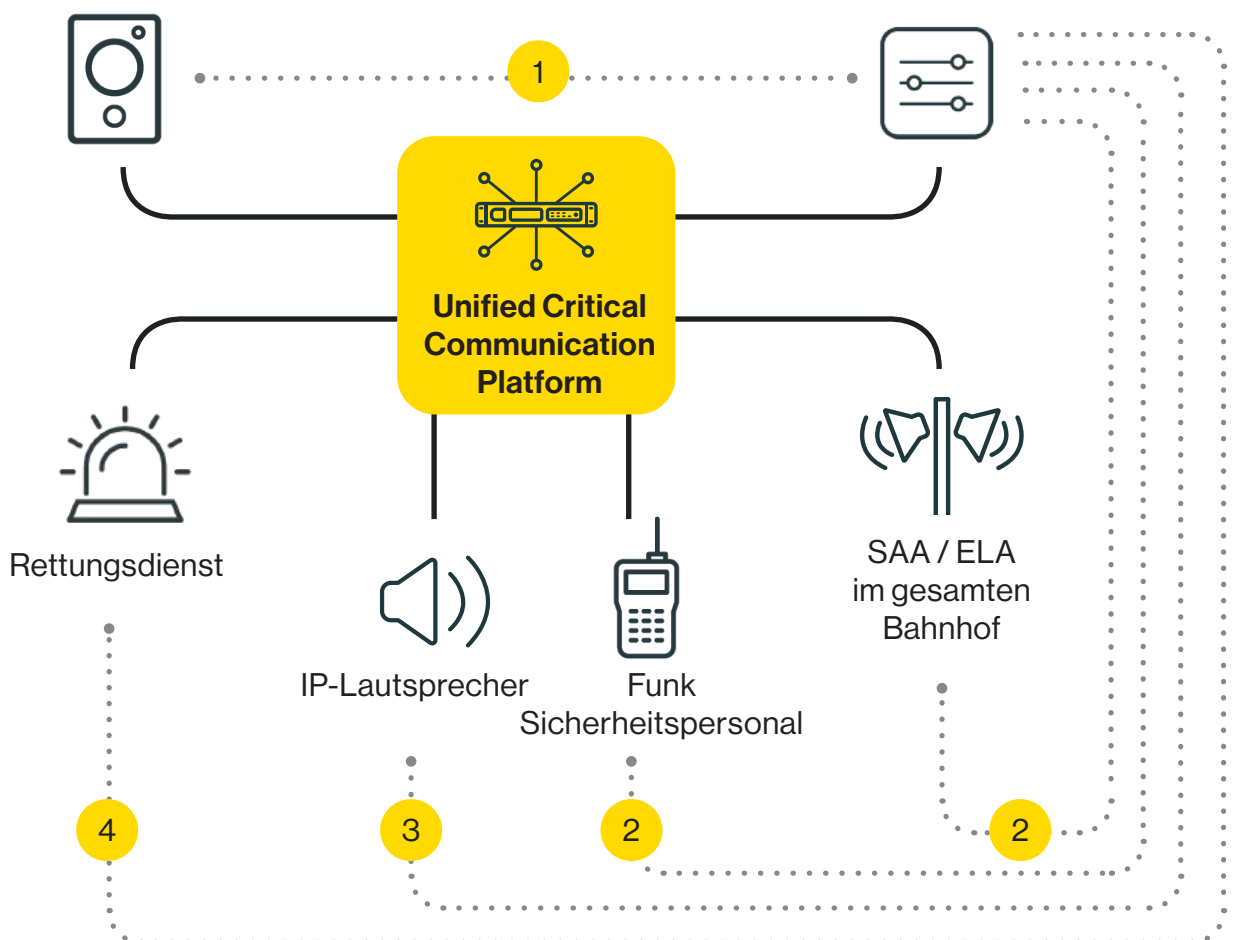 1
Unified Critical
Communication
Platform
Rettungsdienst
IP-Lautsprecher
Funk
Sicherheitspersonal
SAA / ELA
im gesamten
Bahnhof
4
3
2
2